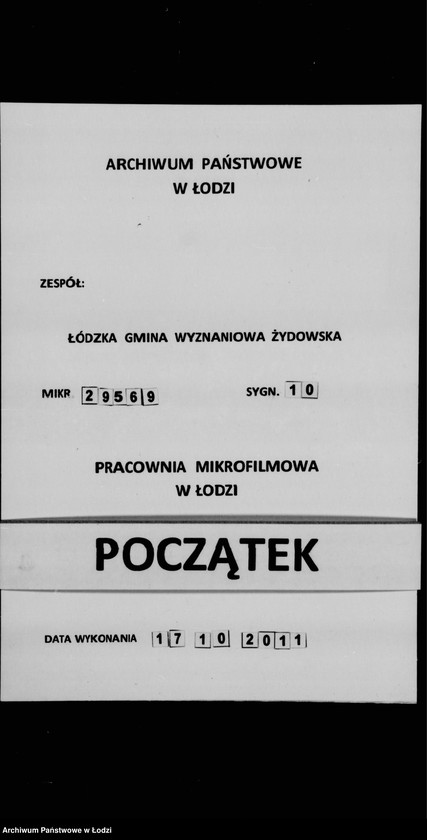 ARCHIWUM PAŃSTWOWE
W ŁODZI
ZESPÓŁ:
ŁÓDZKA GMINA WYZNANIOWA ŻYDOWSKA
MIKR. 29569 SYGN. 10
PRACOWNIA MIKROFILMOWA
W ŁODZI
POCZĄTEK
DATA WYKONANIA 17 10 2011
Archiwum Państwowe w Łodzi